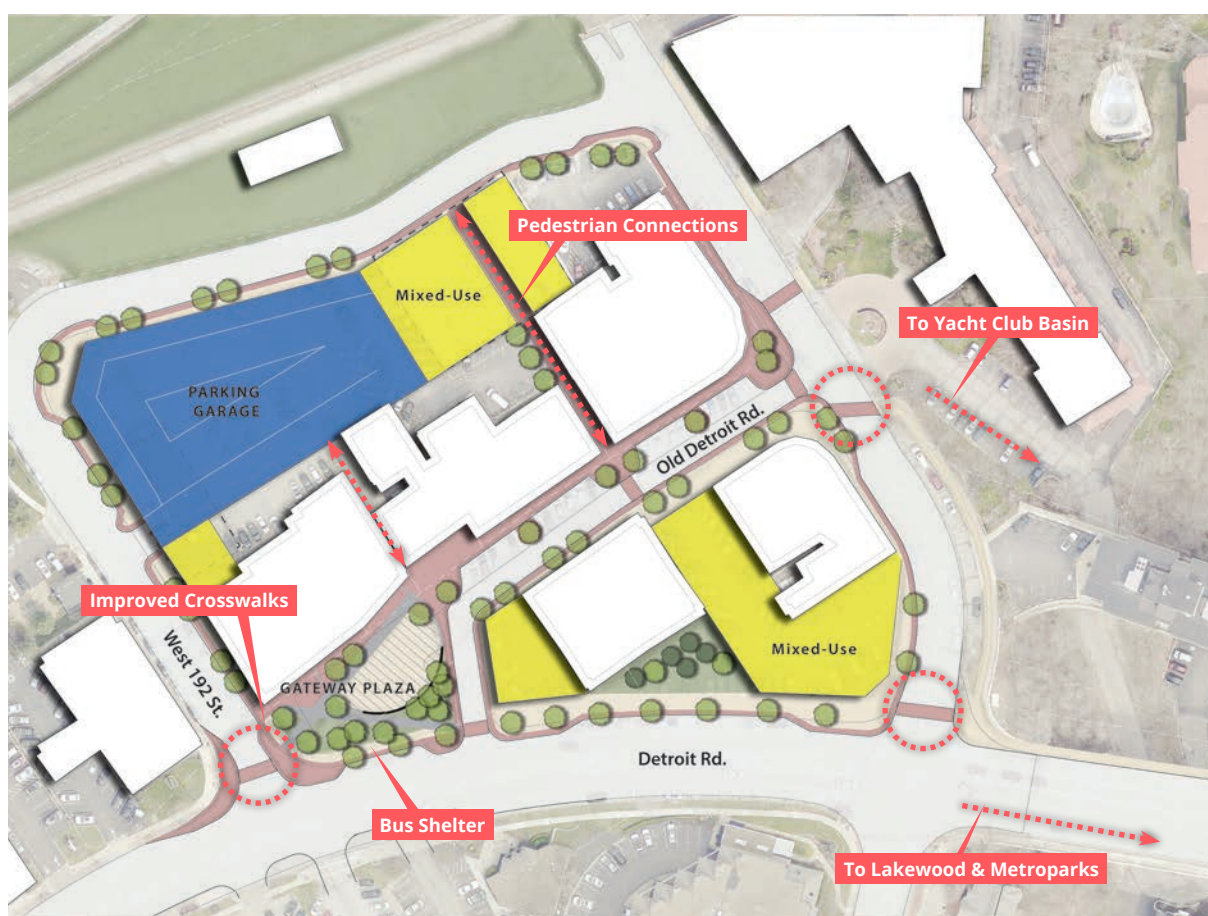 Pedestrian Connections
Mixed-Use
To Yacht Club Basin
PARKING
GARAGE
Old Detroit Rd.
Improved Crosswalks
West 192 St.
Mixed-Use
GATEWAY PLAZA
Detroit Rd.
Bus Shelter
To Lakewood & Metroparks